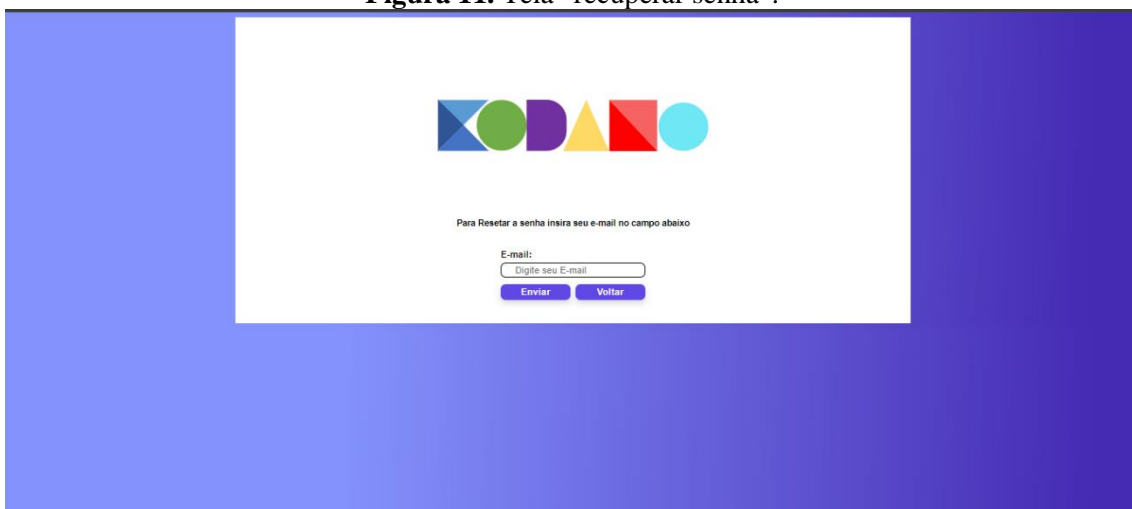 Figura 11. Tela "recuperar senha".
KODANO
Para Resetar a senha insira seu e-mail no campo abaixo
E-mail:
Digite seu E-mail
Enviar Voltar